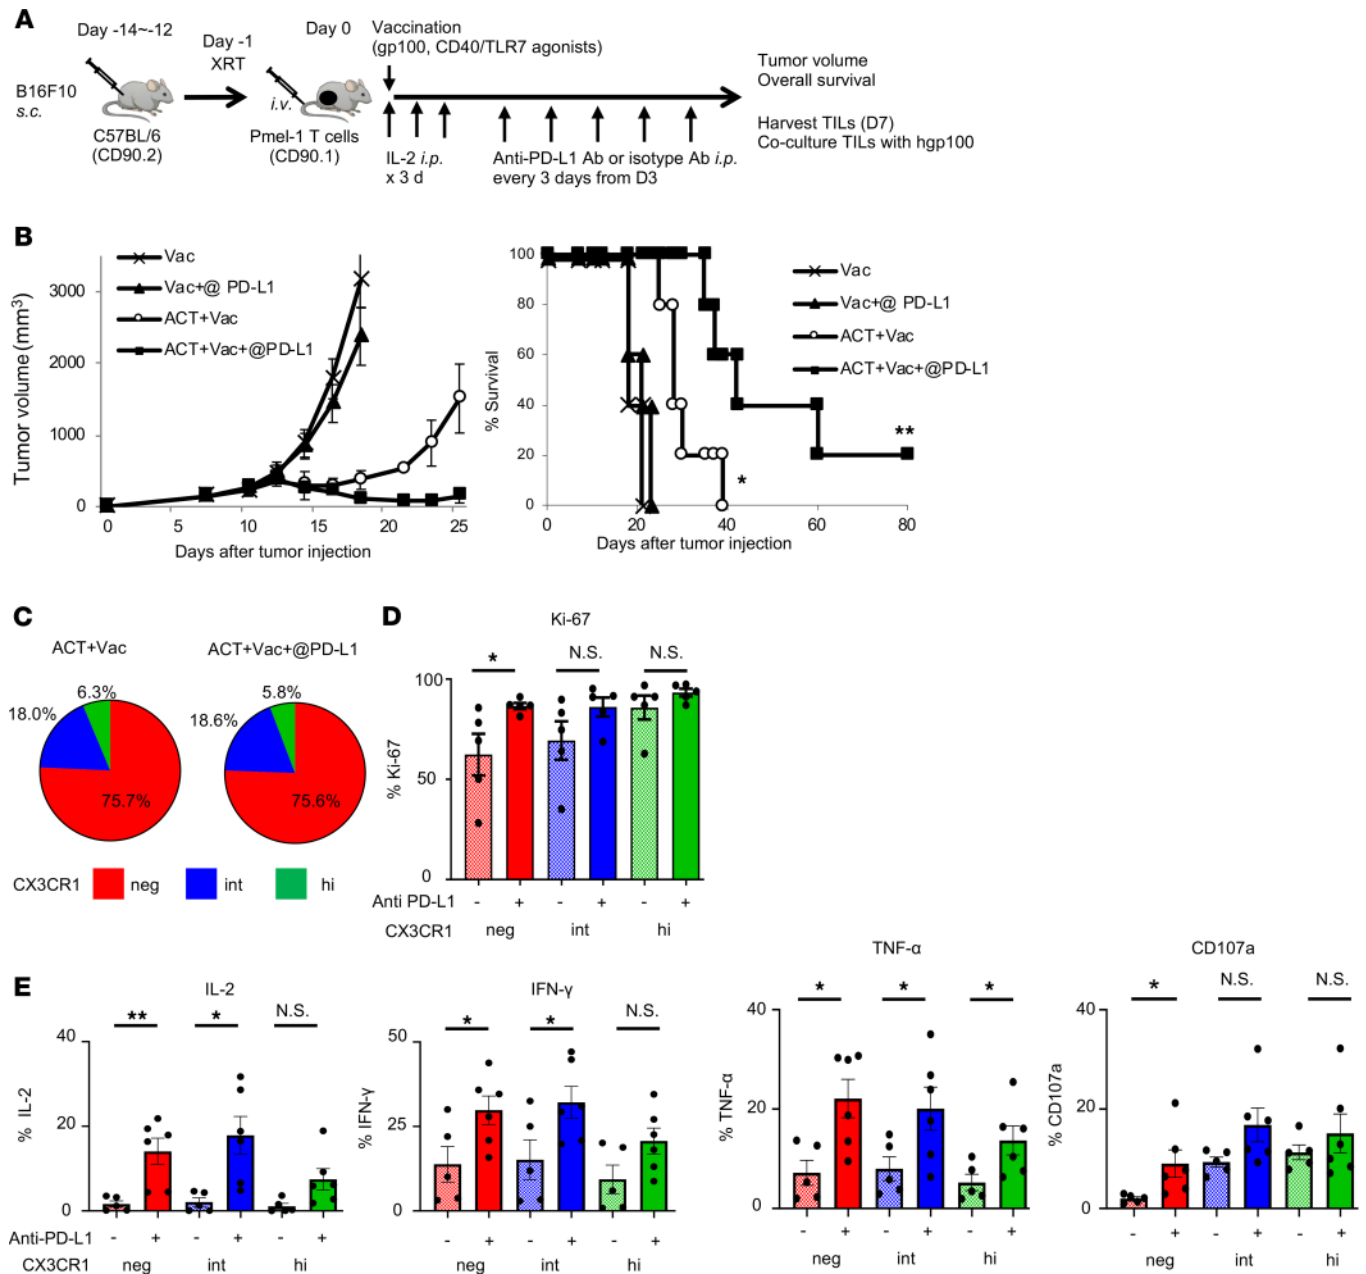 A
Day -14~-12
Day -1
XRT
Day 0
Vaccination
(gp100, CD40/TLR7 agonists)
B16F10
s.c.
i.v.
C57BL/6
(CD90.2)
Pmel-1 T cells
(CD90.1)
IL-2 i.p.
x 3 d
Anti-PD-L1 Ab or isotype Ab i.p.
every 3 days from D3
Tumor volume
Overall survival
Harvest TILs (D7)
Co-culture TILs with hgp100
B
Tumor volume (mm3)
3000
2000
1000
0
0 5 10 15 20 25
Days after tumor injection
Vac
Vac+@ PD-L1
ACT+Vac
ACT+Vac+@PD-L1
% Survival
100
80
60
40
20
0
0 20 40 60 80
Days after tumor injection
Vac
Vac+@ PD-L1
ACT+Vac
ACT+Vac+@PD-L1
**
*
C
ACT+Vac
6.3%
18.0%
75.7%
ACT+Vac+@PD-L1
5.8%
18.6%
75.6%
CX3CR1 neg int hi
D
Ki-67
* N.S. N.S.
% Ki-67
100
50
0
Anti PD-L1 - + - + - +
CX3CR1 neg int hi
E
IL-2
** * N.S.
% IL-2
40
20
0
Anti-PD-L1 - + - + - +
CX3CR1 neg int hi
IFN-γ
* * N.S.
% IFN-γ
50
25
0
- + - + - +
neg int hi
TNF-α
* * *
% TNF-α
40
20
0
- + - + - +
neg int hi
CD107a
* N.S. N.S.
% CD107a
40
20
0
- + - + - +
neg int hi